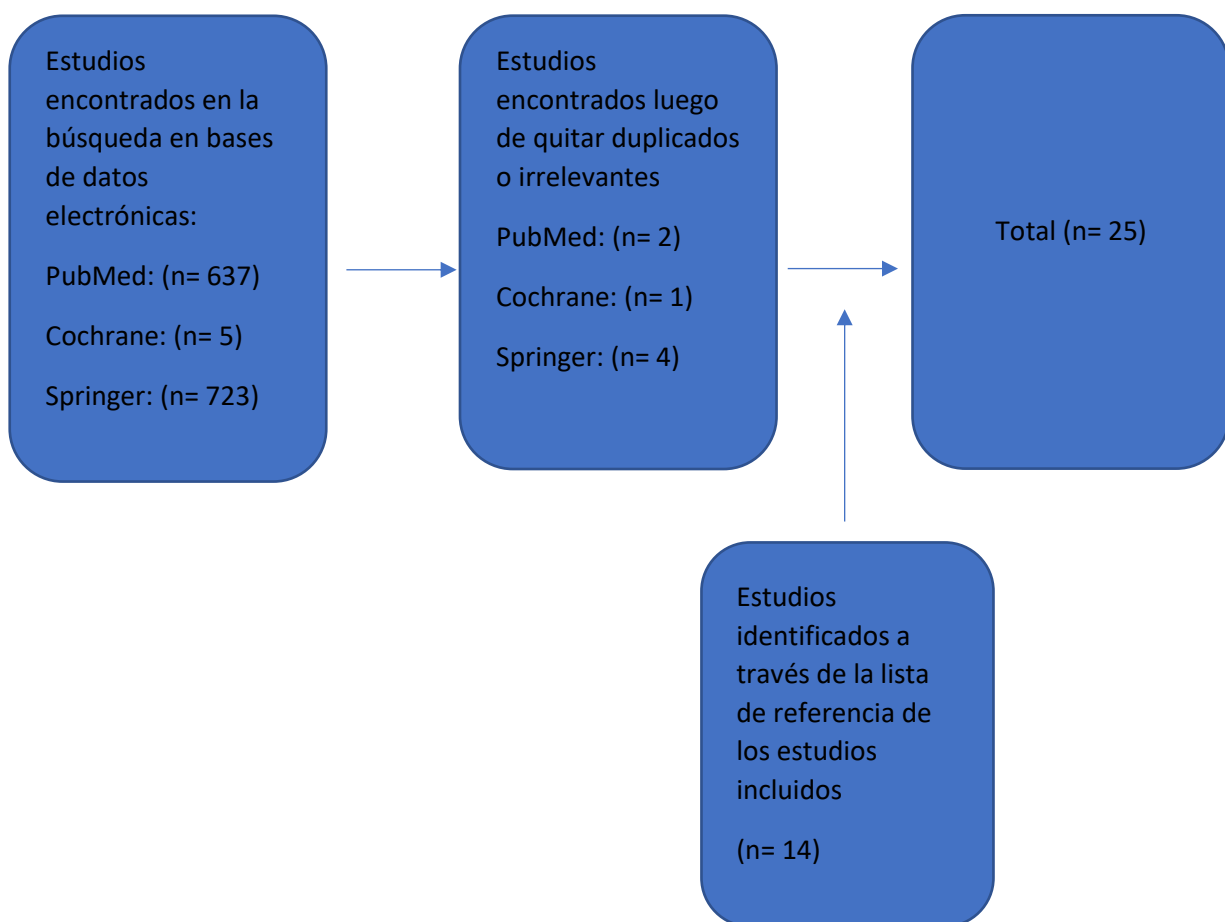 Estudios
encontrados en la
búsqueda en bases
de datos
electrónicas:
PubMed: (n= 637)
Cochrane: (n= 5)
Springer: (n= 723)
Estudios
encontrados luego
de quitar duplicados
o irrelevantes
PubMed: (n= 2)
Cochrane: (n= 1)
Springer: (n= 4)
Total (n= 25)
Estudios
identificados a
través de la lista
de referencia de
los estudios
incluidos
(n= 14)